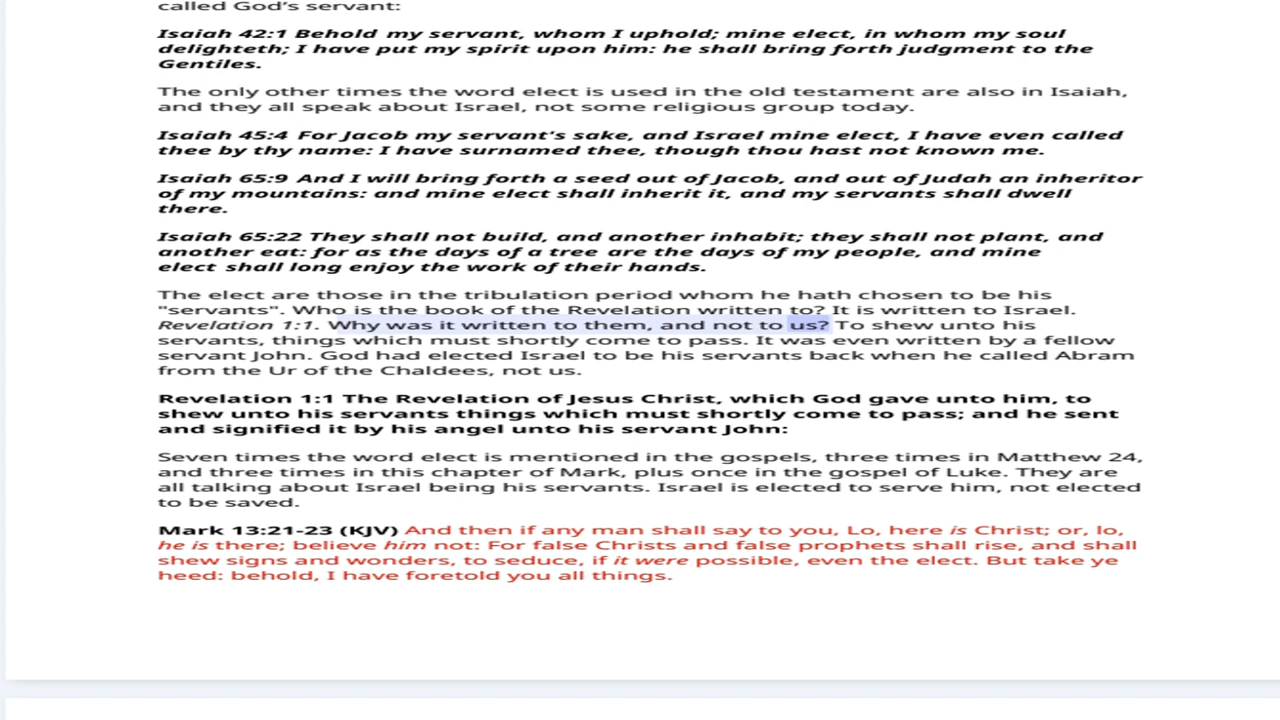 called God's servant:
Isaiah 42:1 Behold my servant, whom I uphold; mine elect, in whom my soul
delighteth; I have put my spirit upon him: he shall bring forth judgment to the
Gentiles.
The only other times the word elect is used in the old testament are also in Isaiah,
and they all speak about Israel, not some religious group today.
Isaiah 45:4 For Jacob my servant's sake, and Israel mine elect, I have even called
thee by thy name: I have surnamed thee, though thou hast not known me.
Isaiah 65:9 And I will bring forth a seed out of Jacob, and out of Judah an inheritor
of my mountains: and mine elect shall inherit it, and my servants shall dwell
there.
Isaiah 65:22 They shall not build, and another inhabit; they shall not plant, and
another eat: for as the days of a tree are the days of my people, and mine
elect shall long enjoy the work of their hands.
The elect are those in the tribulation period whom he hath chosen to be his
"servants". Who is the book of the Revelation written to? It is written to Israel.
Revelation 1:1. Why was it written to them, and not to us? To shew unto his
servants, things which must shortly come to pass. It was even written by a fellow
servant John. God had elected Israel to be his servants back when he called Abram
from the Ur of the Chaldees, not us.
Revelation 1:1 The Revelation of Jesus Christ, which God gave unto him, to
shew unto his servants things which must shortly come to pass; and he sent
and signified it by his angel unto his servant John:
Seven times the word elect is mentioned in the gospels, three times in Matthew 24,
and three times in this chapter of Mark, plus once in the gospel of Luke. They are
all talking about Israel being his servants. Israel is elected to serve him, not elected
to be saved.
Mark 13:21-23 (KJV) And then if any man shall say to you, Lo, here is Christ; or, lo,
he is there; believe him not: For false Christs and false prophets shall rise, and shall
shew signs and wonders, to seduce, if it were possible, even the elect. But take ye
heed: behold, I have foretold you all things.